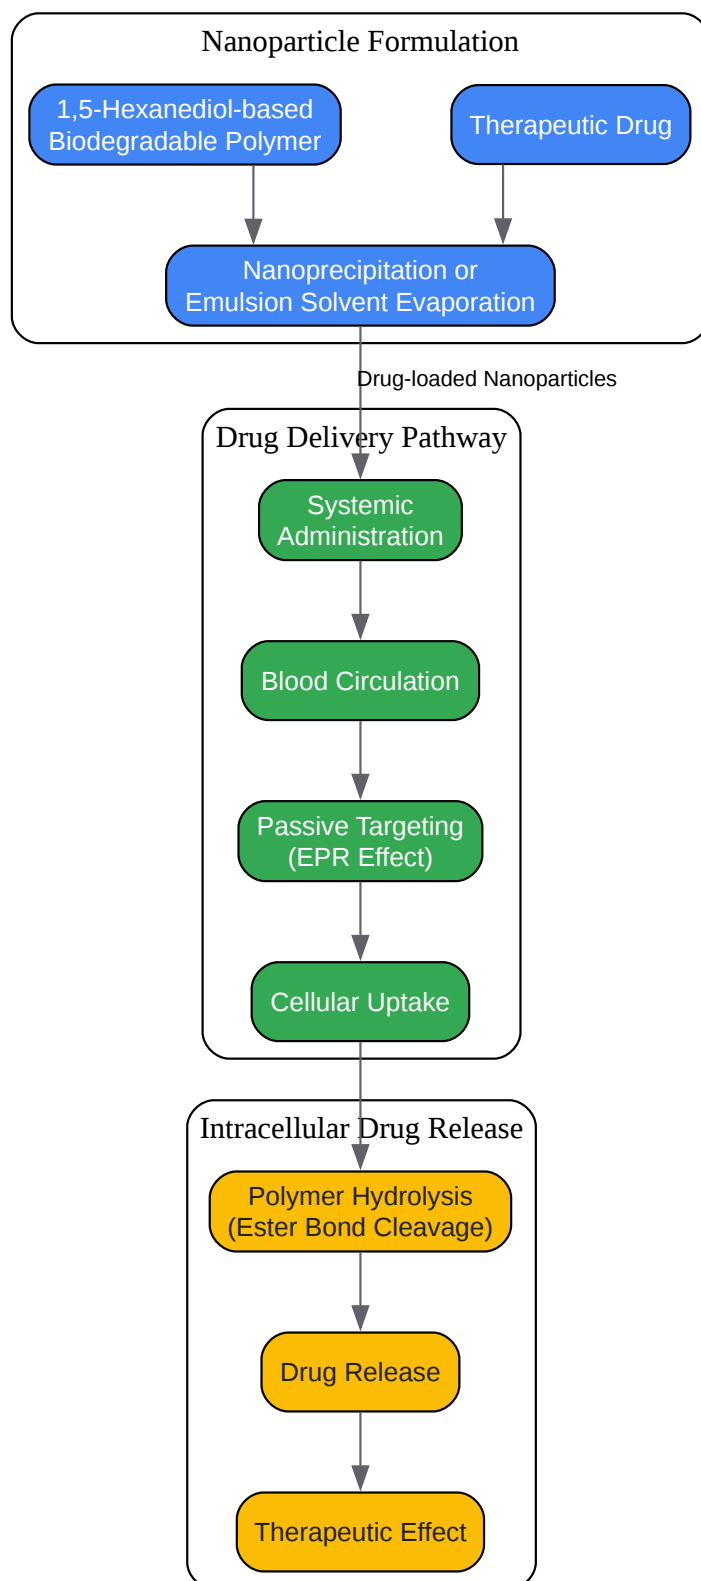 Nanoparticle Formulation
1,5-Hexanediol-based
Biodegradable Polymer
Therapeutic Drug
Nanoprecipitation or
Emulsion Solvent Evaporation
Drug-loaded Nanoparticles
Drug Delivery Pathway
Systemic
Administration
Blood Circulation
Passive Targeting
(EPR Effect)
Cellular Uptake
Intracellular Drug Release
Polymer Hydrolysis
(Ester Bond Cleavage)
Drug Release
Therapeutic Effect